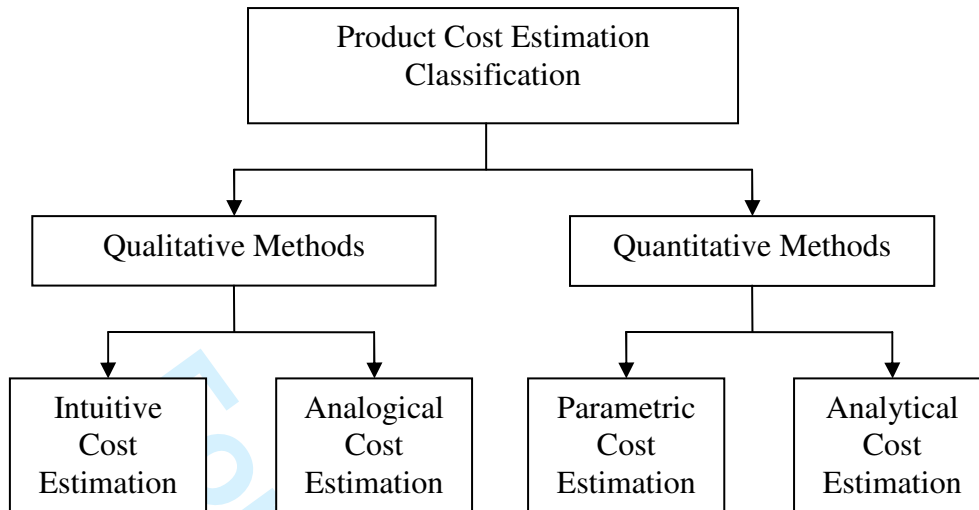 Product Cost Estimation
Classification
Qualitative Methods
Quantitative Methods
Intuitive
Cost
Estimation
Analogical
Cost
Estimation
Parametric
Cost
Estimation
Analytical
Cost
Estimation